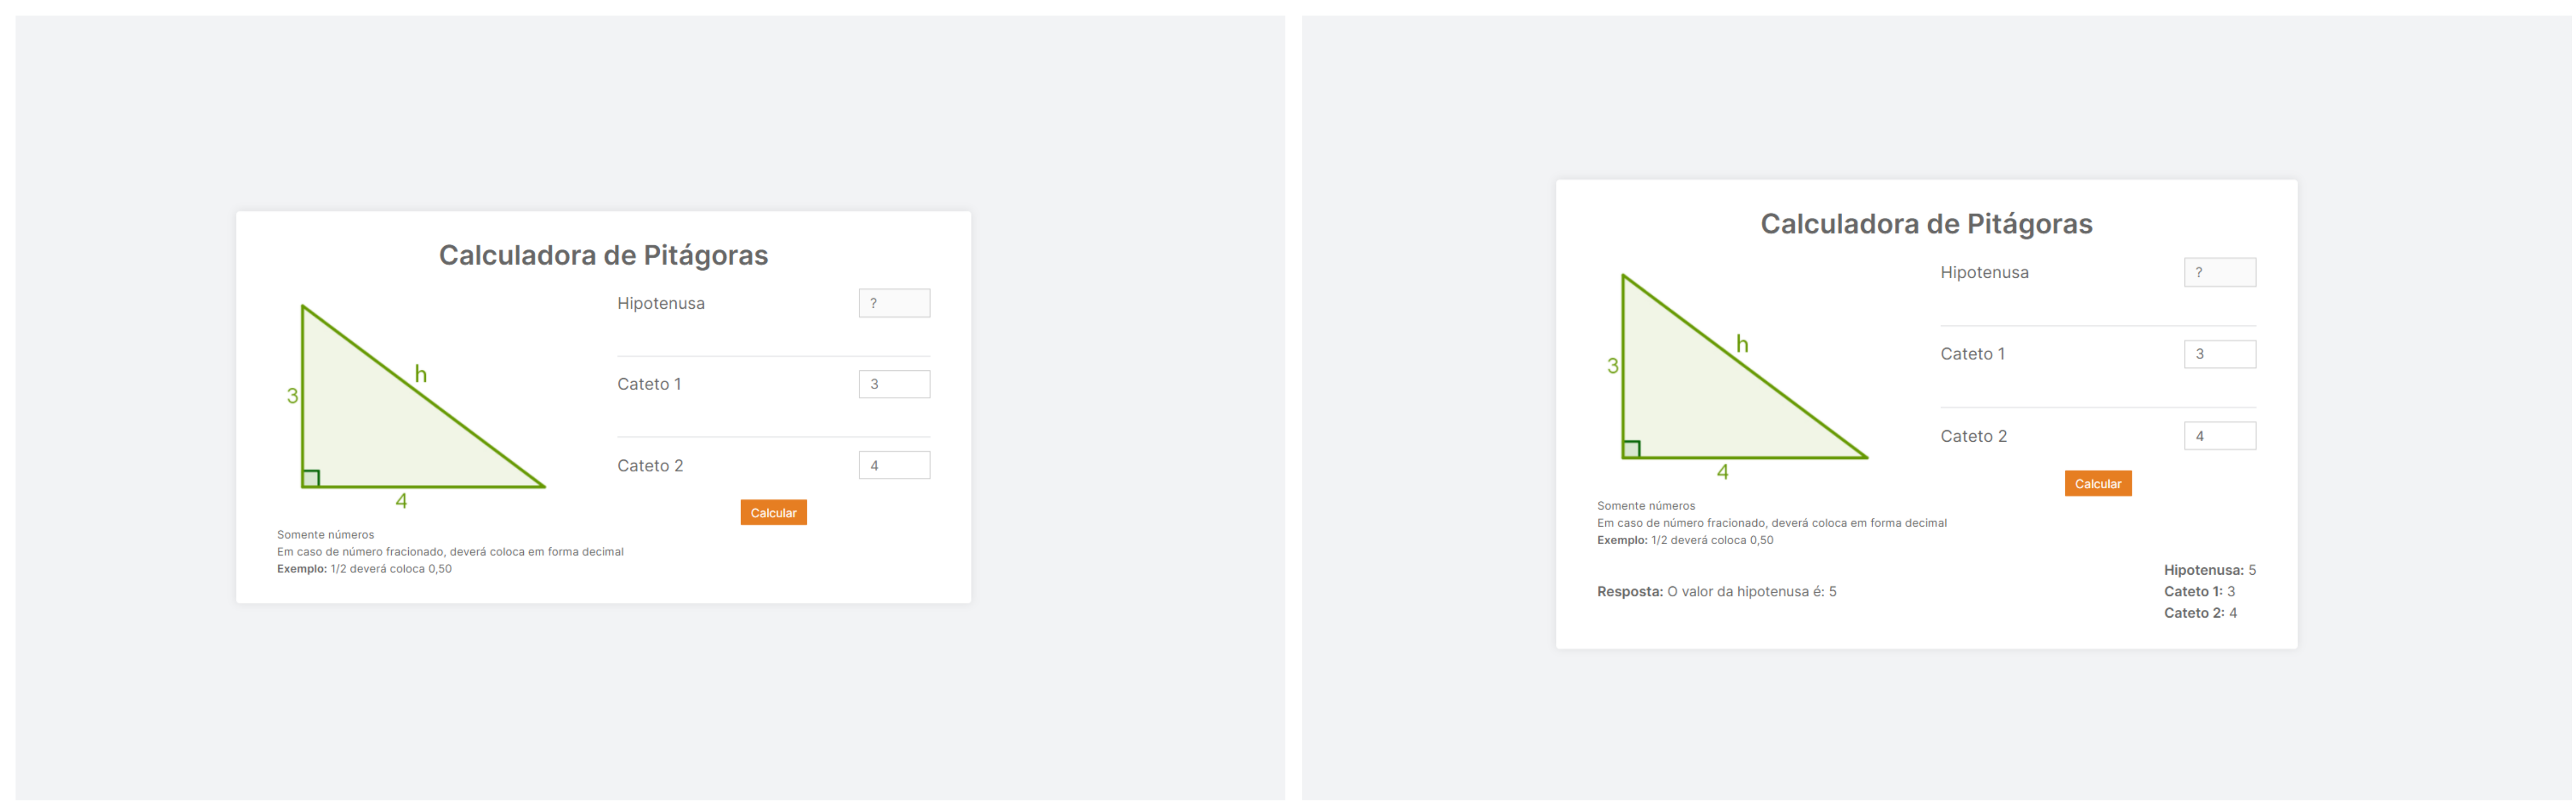 Calculadora de Pitágoras
h
3
4
Hipotenusa ?
Cateto 1 3
Cateto 2 4
Calcular
Somente números
Em caso de número fracionado, deverá coloca em forma decimal
Exemplo: 1/2 deverá coloca 0,50
Calculadora de Pitágoras
h
3
4
Hipotenusa ?
Cateto 1 3
Cateto 2 4
Calcular
Somente números
Em caso de número fracionado, deverá coloca em forma decimal
Exemplo: 1/2 deverá coloca 0,50
Resposta: O valor da hipotenusa é: 5
Hipotenusa: 5
Cateto 1: 3
Cateto 2: 4